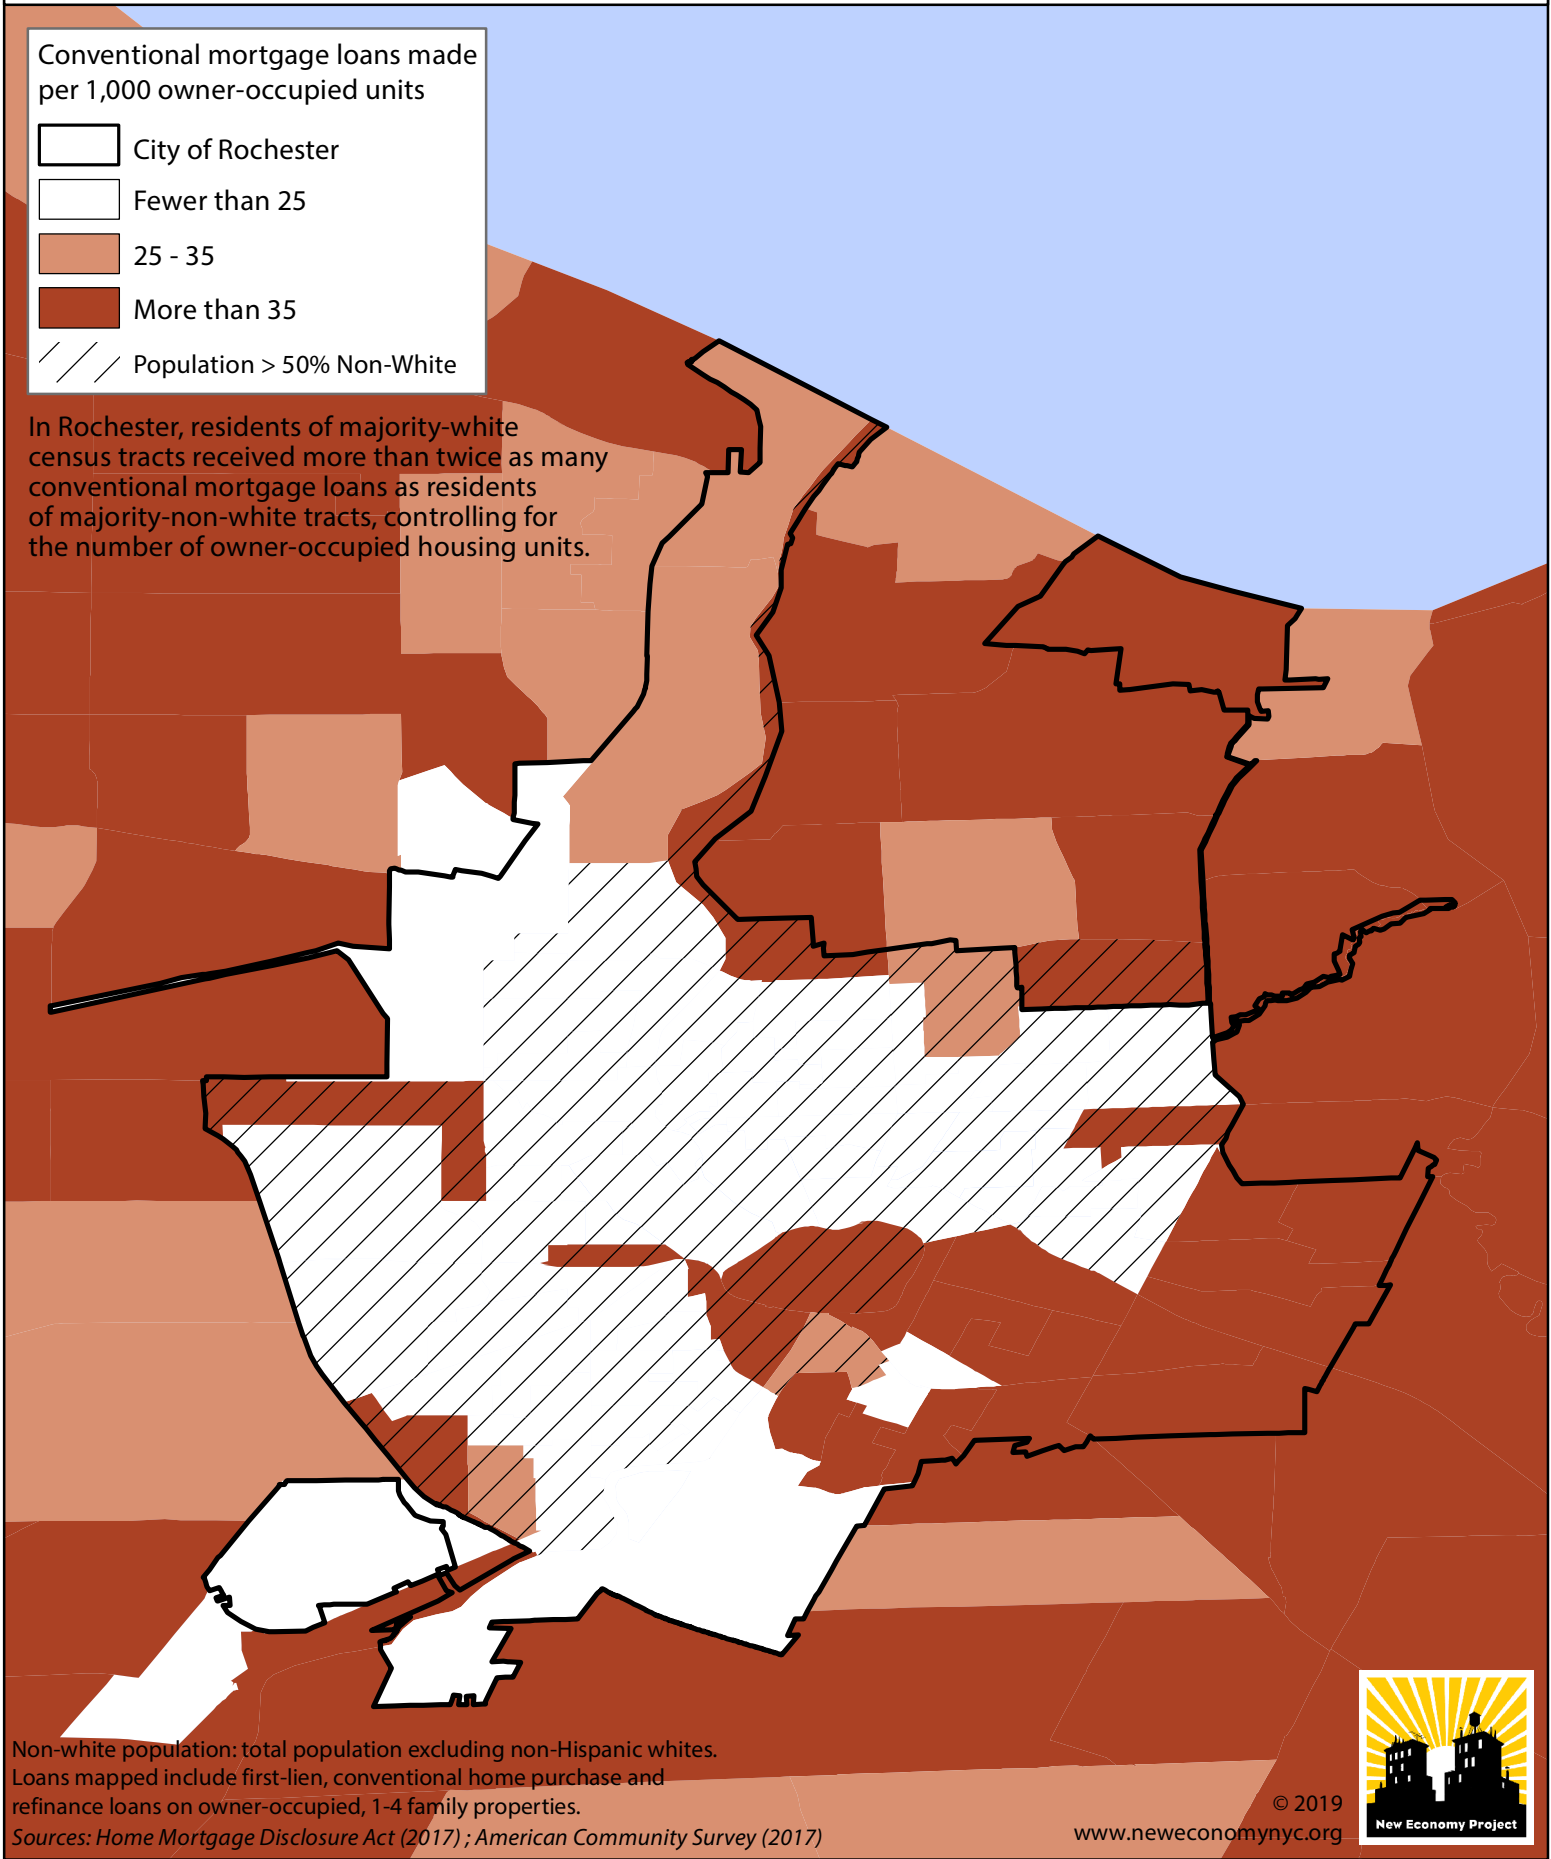 Conventional mortgage loans made
per 1,000 owner-occupied units
City of Rochester
Fewer than 25
25 - 35
More than 35
Population > 50% Non-White
In Rochester, residents of majority-white
census tracts received more than twice as many
conventional mortgage loans as residents
of majority-non-white tracts, controlling for
the number of owner-occupied housing units.
Non-white population: total population excluding non-Hispanic whites.
Loans mapped include first-lien, conventional home purchase and
refinance loans on owner-occupied, 1-4 family properties.
Sources: Home Mortgage Disclosure Act (2017) ; American Community Survey (2017)
© 2019
www.neweconomynyc.org
New Economy Project